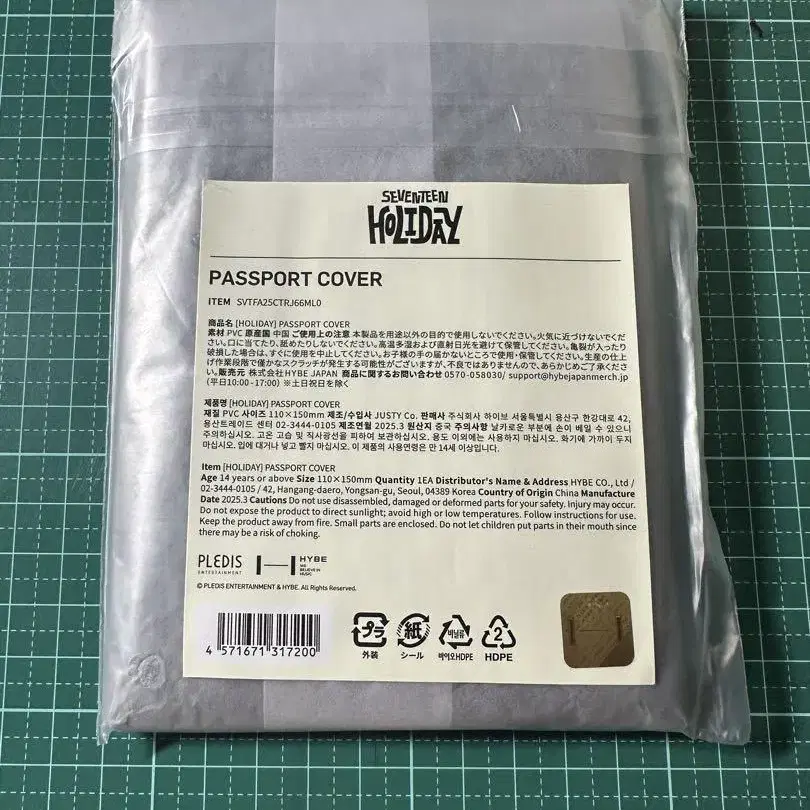 SEVENTEEN
HOLIDAY
PASSPORT COVER
ITEM SVTFA25CTRJ66ML0
商品名 [HOLIDAY] PASSPORT COVER
素材 PVC 原産国 中国 ご使用上の注意 本製品を用途以外の目的で使用しないでください。火気に近づけないでくだ
さい。口に当てたり、舐めたりしないでください。高温多湿および直射日光を避けて保管してください。亀裂が入ったり
破損した場合は、すぐに使用を中止してください。お子様の手の届かないところで使用・保管してください。生産の仕上
げ作業段階で僅かなスクラッチが発生する可能性がございますが、不良ではありませんので、あらかじめご了承くださ
い。販売元 株式会社HYBE JAPAN 商品に関するお問い合わせ 0570-058030/ support@hybejapanmerch.jp
(平日10:00-17:00) ※土日祝日を除く
제품명 [HOLIDAY] PASSPORT COVER
재질 PVC 사이즈 110×150mm 제조/수입사 JUSTY Co. 판매사 주식회사 하이브 서울특별시 용산구 한강대로 42,
용산트레이드 센터 02-3444-0105 제조연월 2025.3 원산지 중국 주의사항 날카로운 부분에 손이 베일 수 있으니
주의하십시오. 고온 고습 및 직사광선을 피하여 보관하십시오. 용도 이외에는 사용하지 마십시오. 화기에 가까이 두지
마십시오. 입에 대거나 넣고 빨지 마십시오. 이 제품의 사용연령은 만 14세 이상입니다.
Item [HOLIDAY] PASSPORT COVER
Age 14 years or above Size 110×150mm Quantity 1EA Distributor's Name & Address HYBE CO., Ltd /
02-3444-0105 / 42, Hangang-daero, Yongsan-gu, Seoul, 04389 Korea Country of Origin China Manufacture
Date 2025.3 Cautions Do not use disassembled, damaged or deformed parts for your safety. Injury may occur.
Do not expose the product to direct sunlight; avoid high or low temperatures. Follow instructions for use.
Keep the product away from fire. Small parts are enclosed. Do not let children put parts in their mouth since
there may be a risk of choking.
PLEDIS
ENTERTAINMENT
HYBE
WE
BELIEVE IN
MUSIC
© PLEDIS ENTERTAINMENT & HYBE. All Rights Reserved.
4 571671 317200
プラ
外装
紙
シール
비닐류
바이오HDPE
2
HDPE